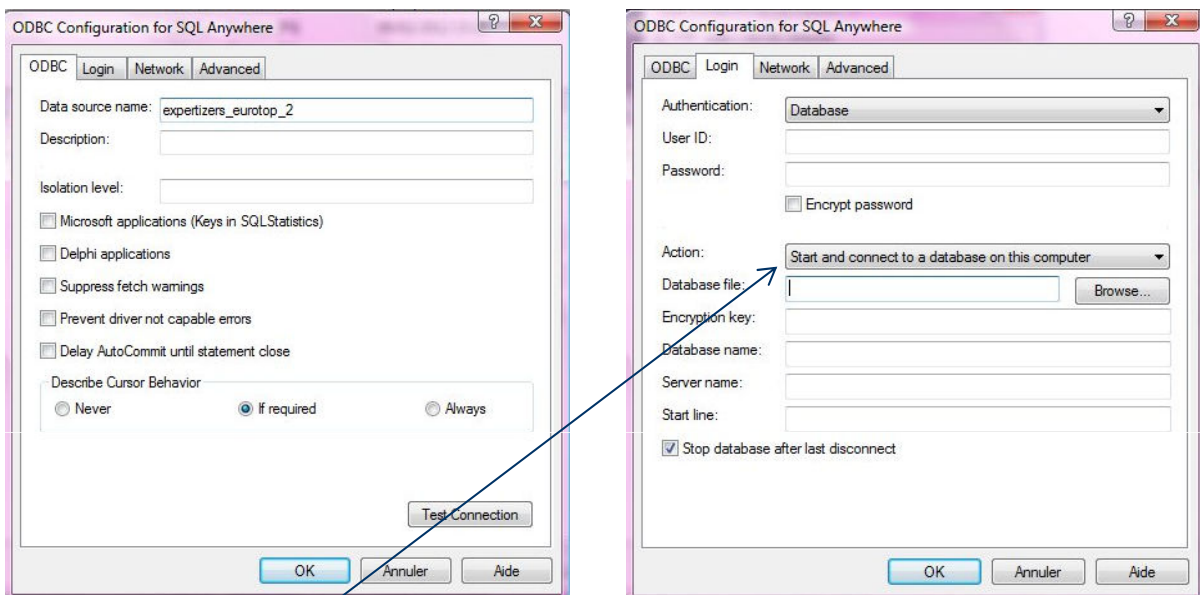 ODBC Configuration for SQL Anywhere
ODBC Login Network Advanced
Data source name: expertizers_eurotop_2
Description:
Isolation level:
Microsoft applications (Keys in SQLStatistics)
Delphi applications
Suppress fetch warnings
Prevent driver not capable errors
Delay AutoCommit until statement close
Describe Cursor Behavior
Never If required Always
Test Connection
OK Annuler Aide
ODBC Configuration for SQL Anywhere
ODBC Login Network Advanced
Authentication: Database
User ID:
Password:
Encrypt password
Action: Start and connect to a database on this computer
Database file: Browse...
Encryption key:
Database name:
Server name:
Start line:
Stop database after last disconnect
OK Annuler Aide